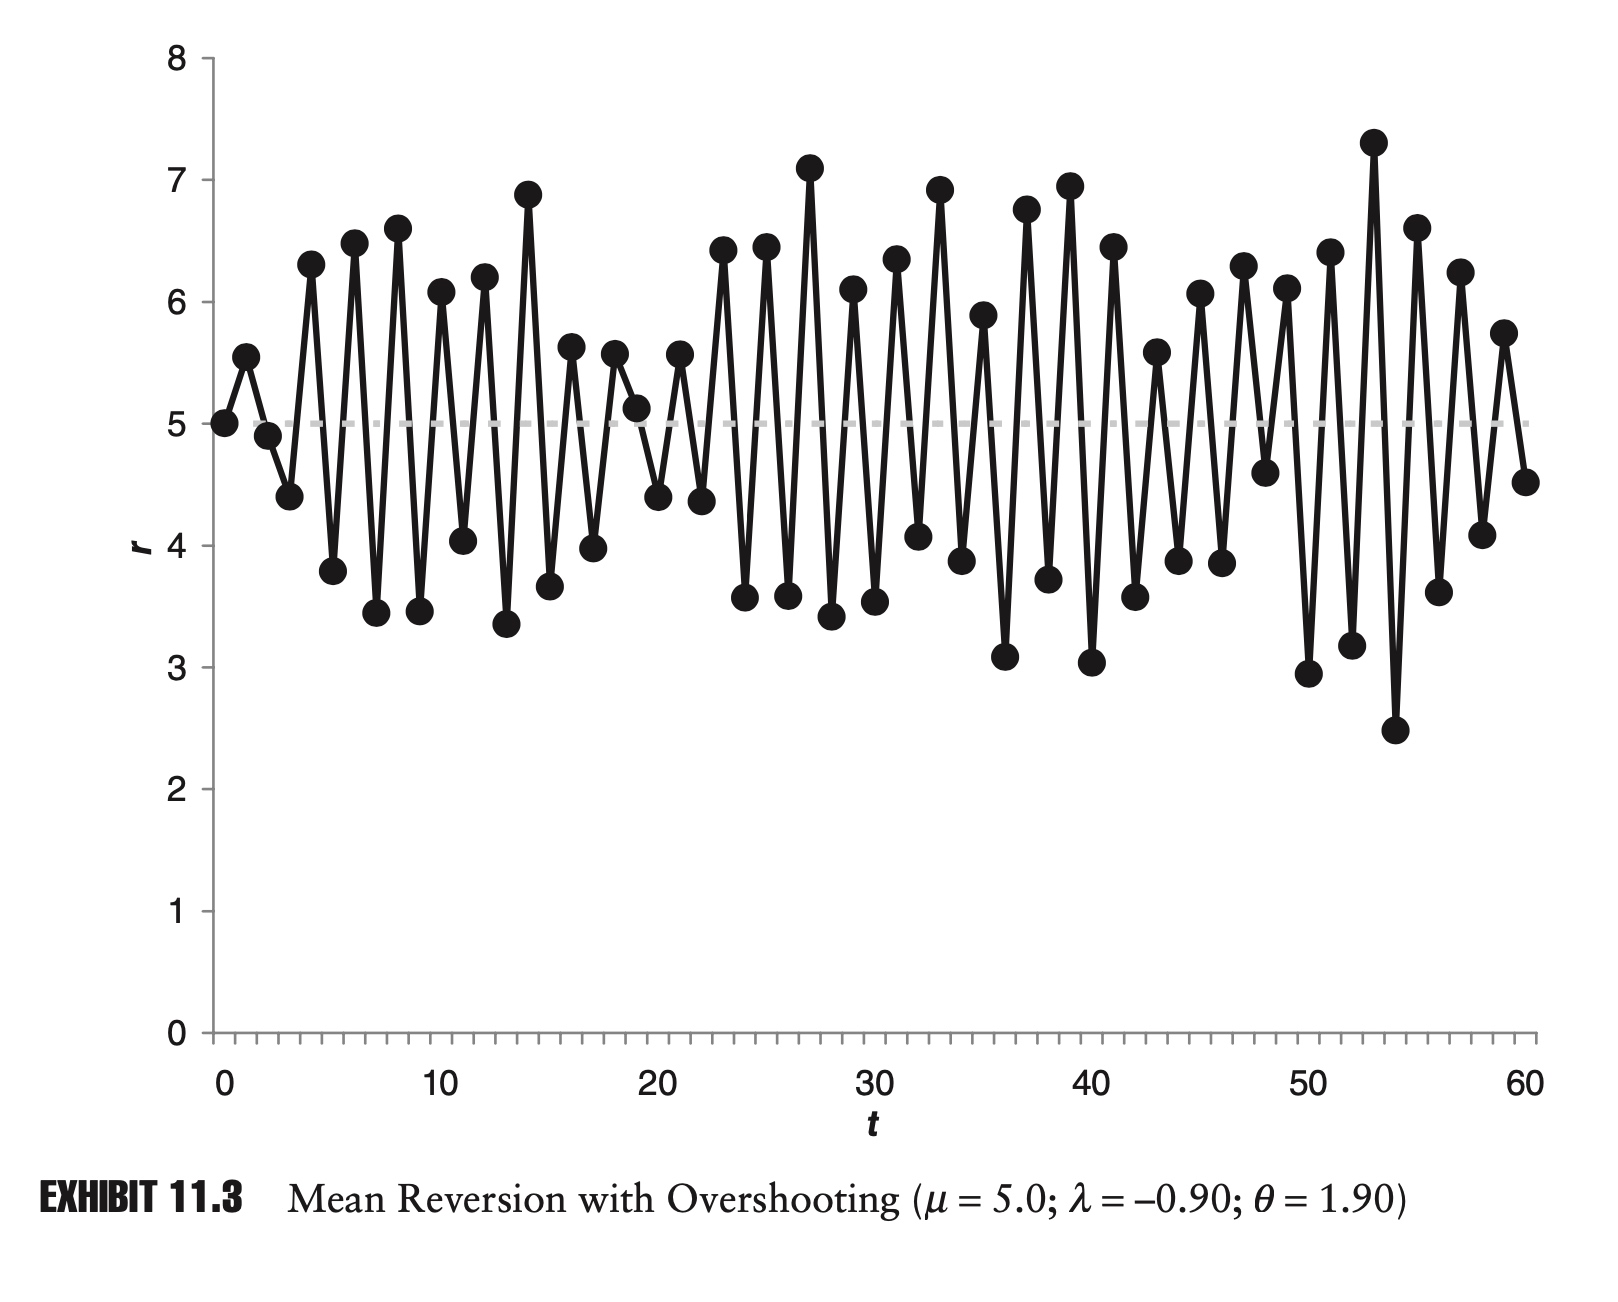 8
7
6
5
4
3
2
1
0
r
0 10 20 30 40 50 60
t
EXHIBIT 11.3 Mean Reversion with Overshooting (μ = 5.0; λ = –0.90; θ = 1.90)